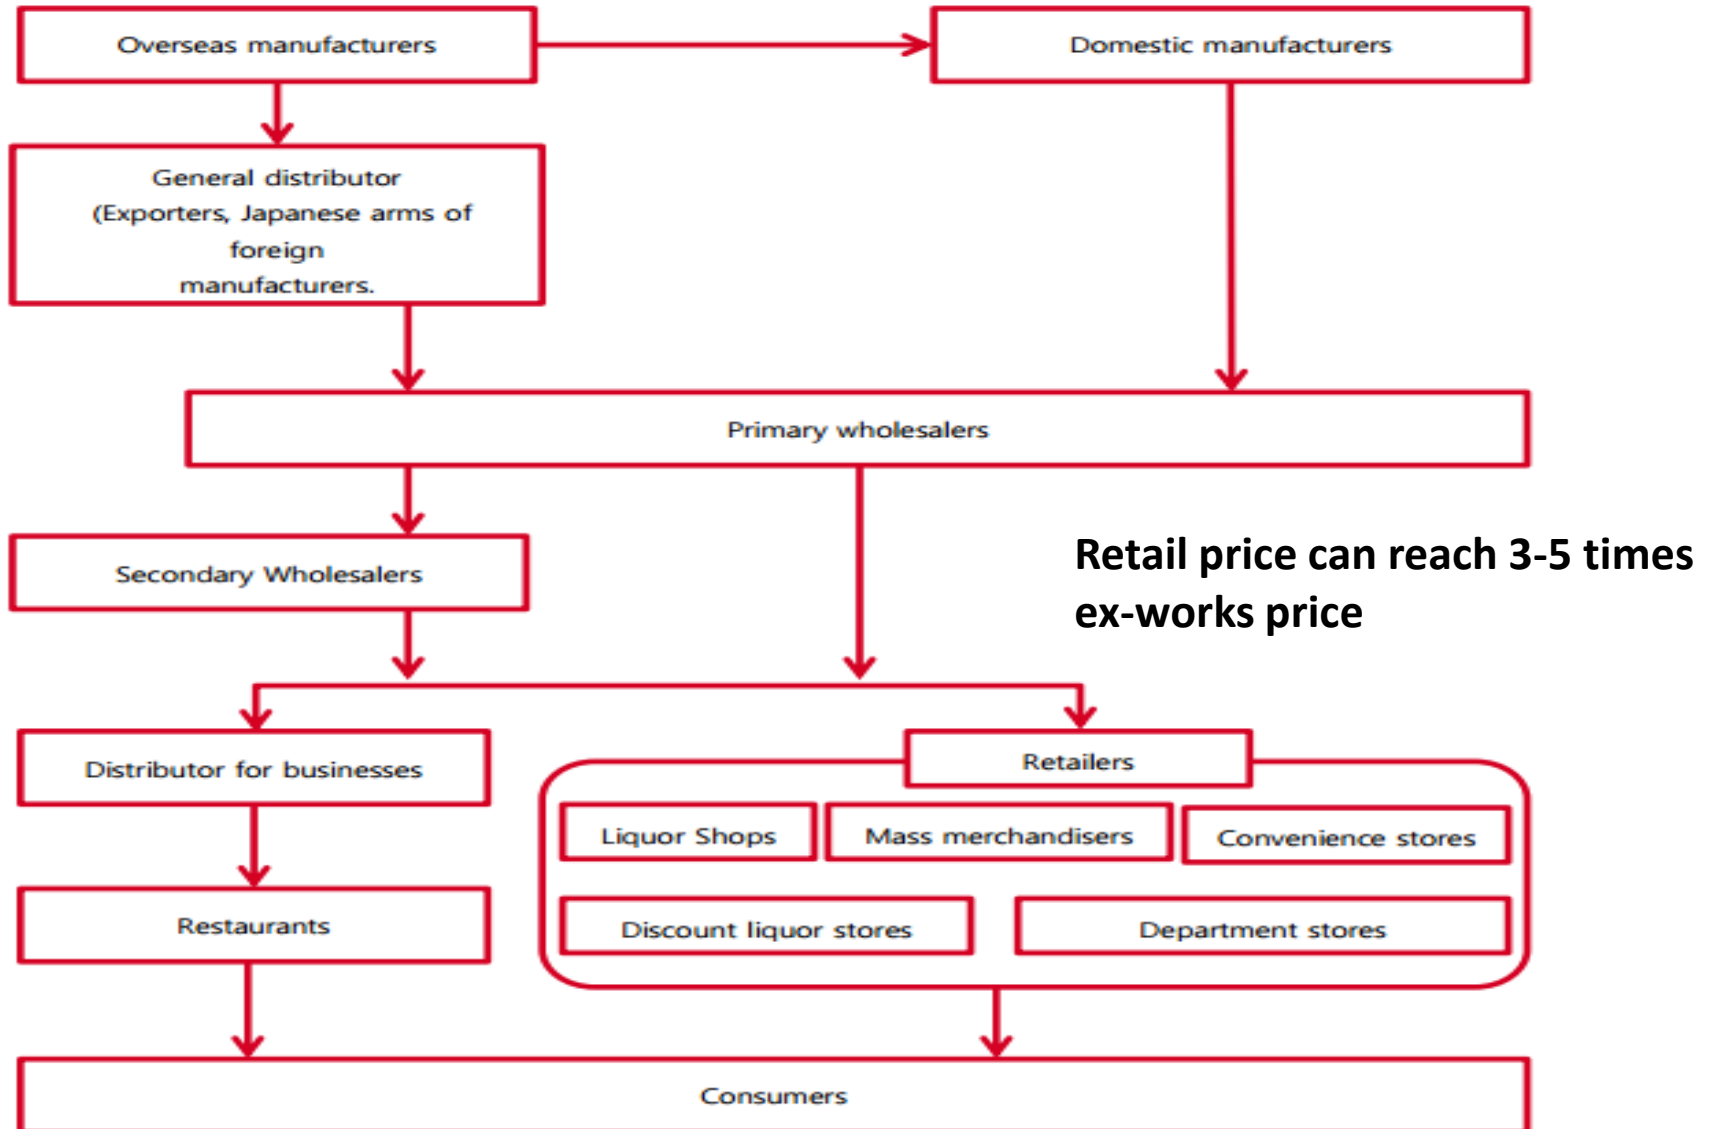 Overseas manufacturers
Domestic manufacturers
General distributor
(Exporters, Japanese arms of
foreign
manufacturers.
Primary wholesalers
Secondary Wholesalers
Retail price can reach 3-5 times
ex-works price
Distributor for businesses
Retailers
Liquor Shops
Mass merchandisers
Convenience stores
Restaurants
Discount liquor stores
Department stores
Consumers